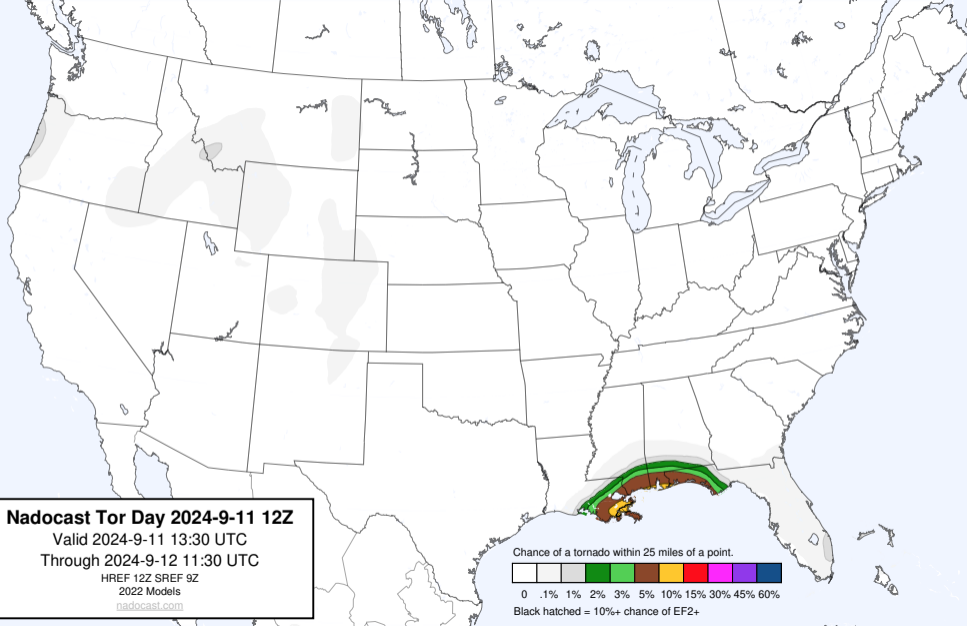 Nadocast Tor Day 2024-9-11 12Z
Valid 2024-9-11 13:30 UTC
Through 2024-9-12 11:30 UTC
HREF 12Z SREF 9Z
2022 Models
nadocast.com
Chance of a tornado within 25 miles of a point.
0 .1% 1% 2% 3% 5% 10% 15% 30% 45% 60%
Black hatched = 10%+ chance of EF2+